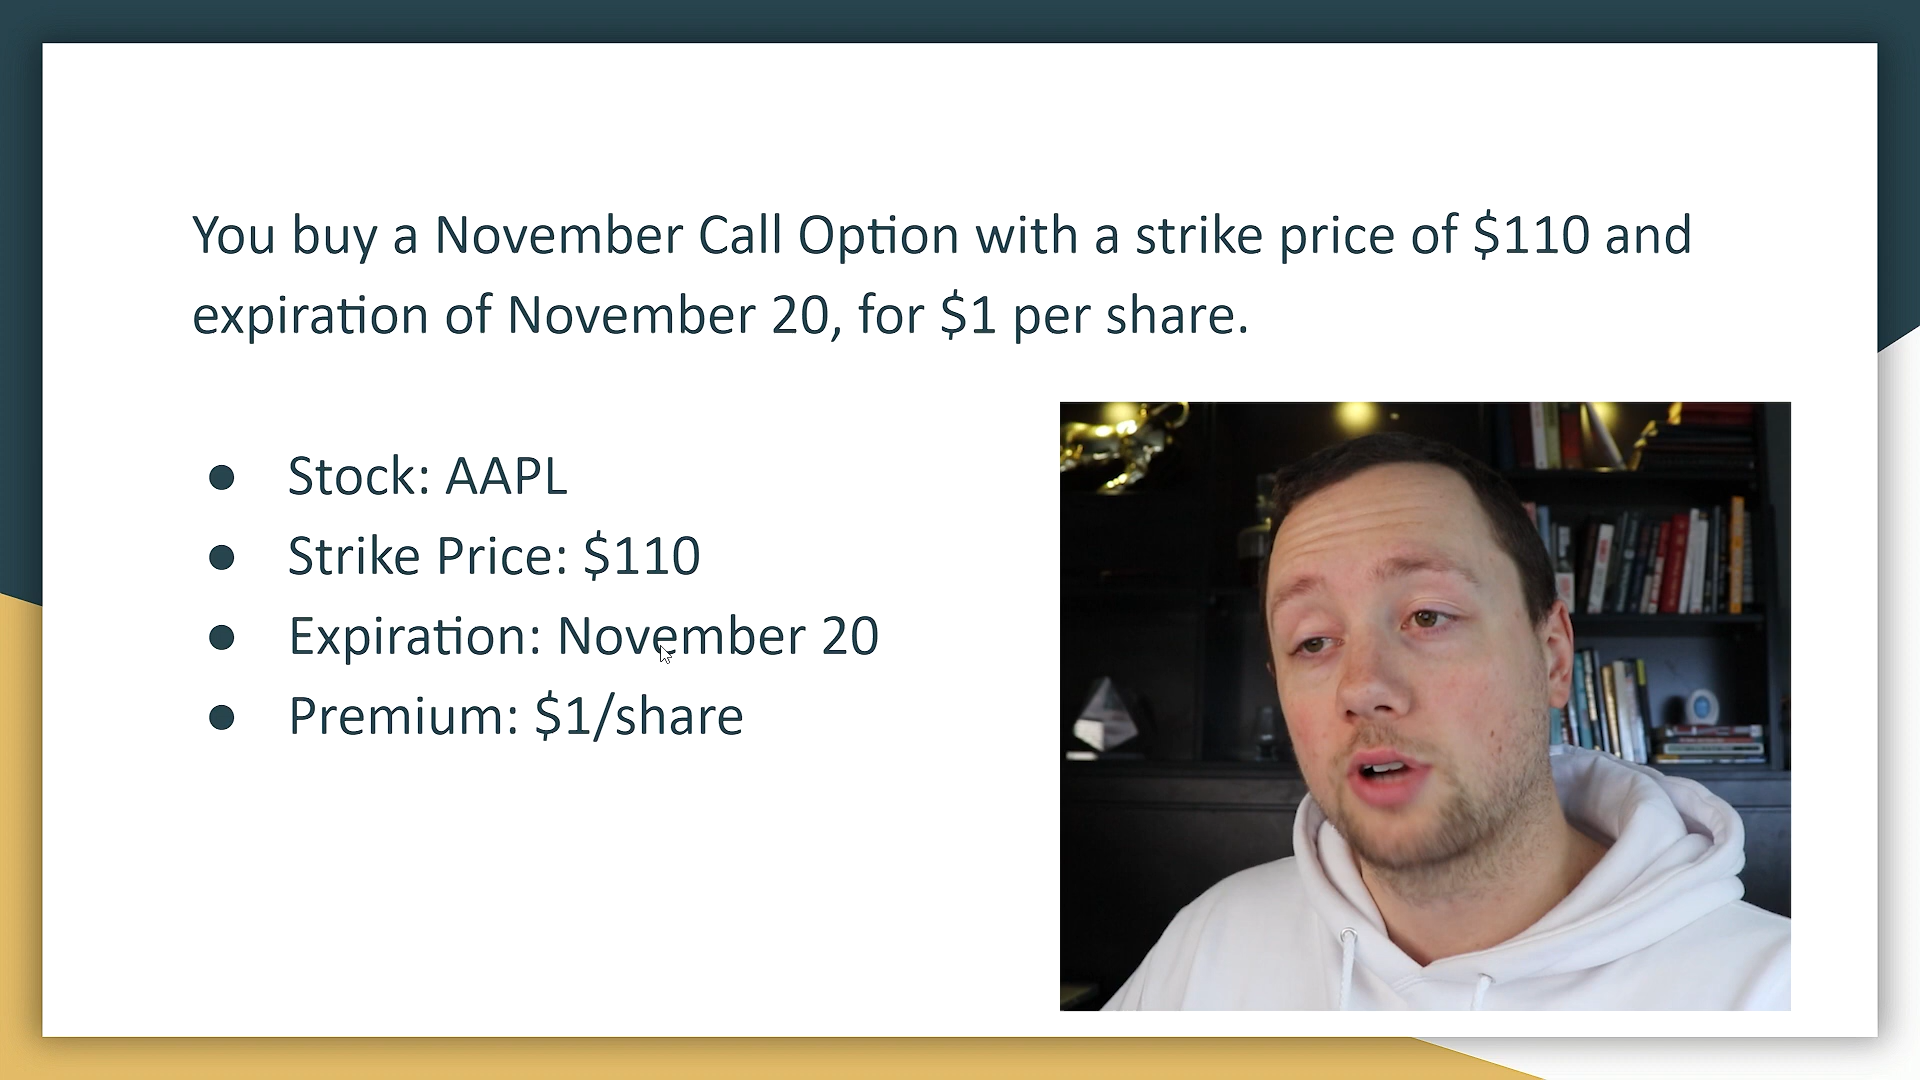 You buy a November Call Option with a strike price of $110 and
expiration of November 20, for $1 per share.
● Stock: AAPL
● Strike Price: $110
● Expiration: November 20
● Premium: $1/share